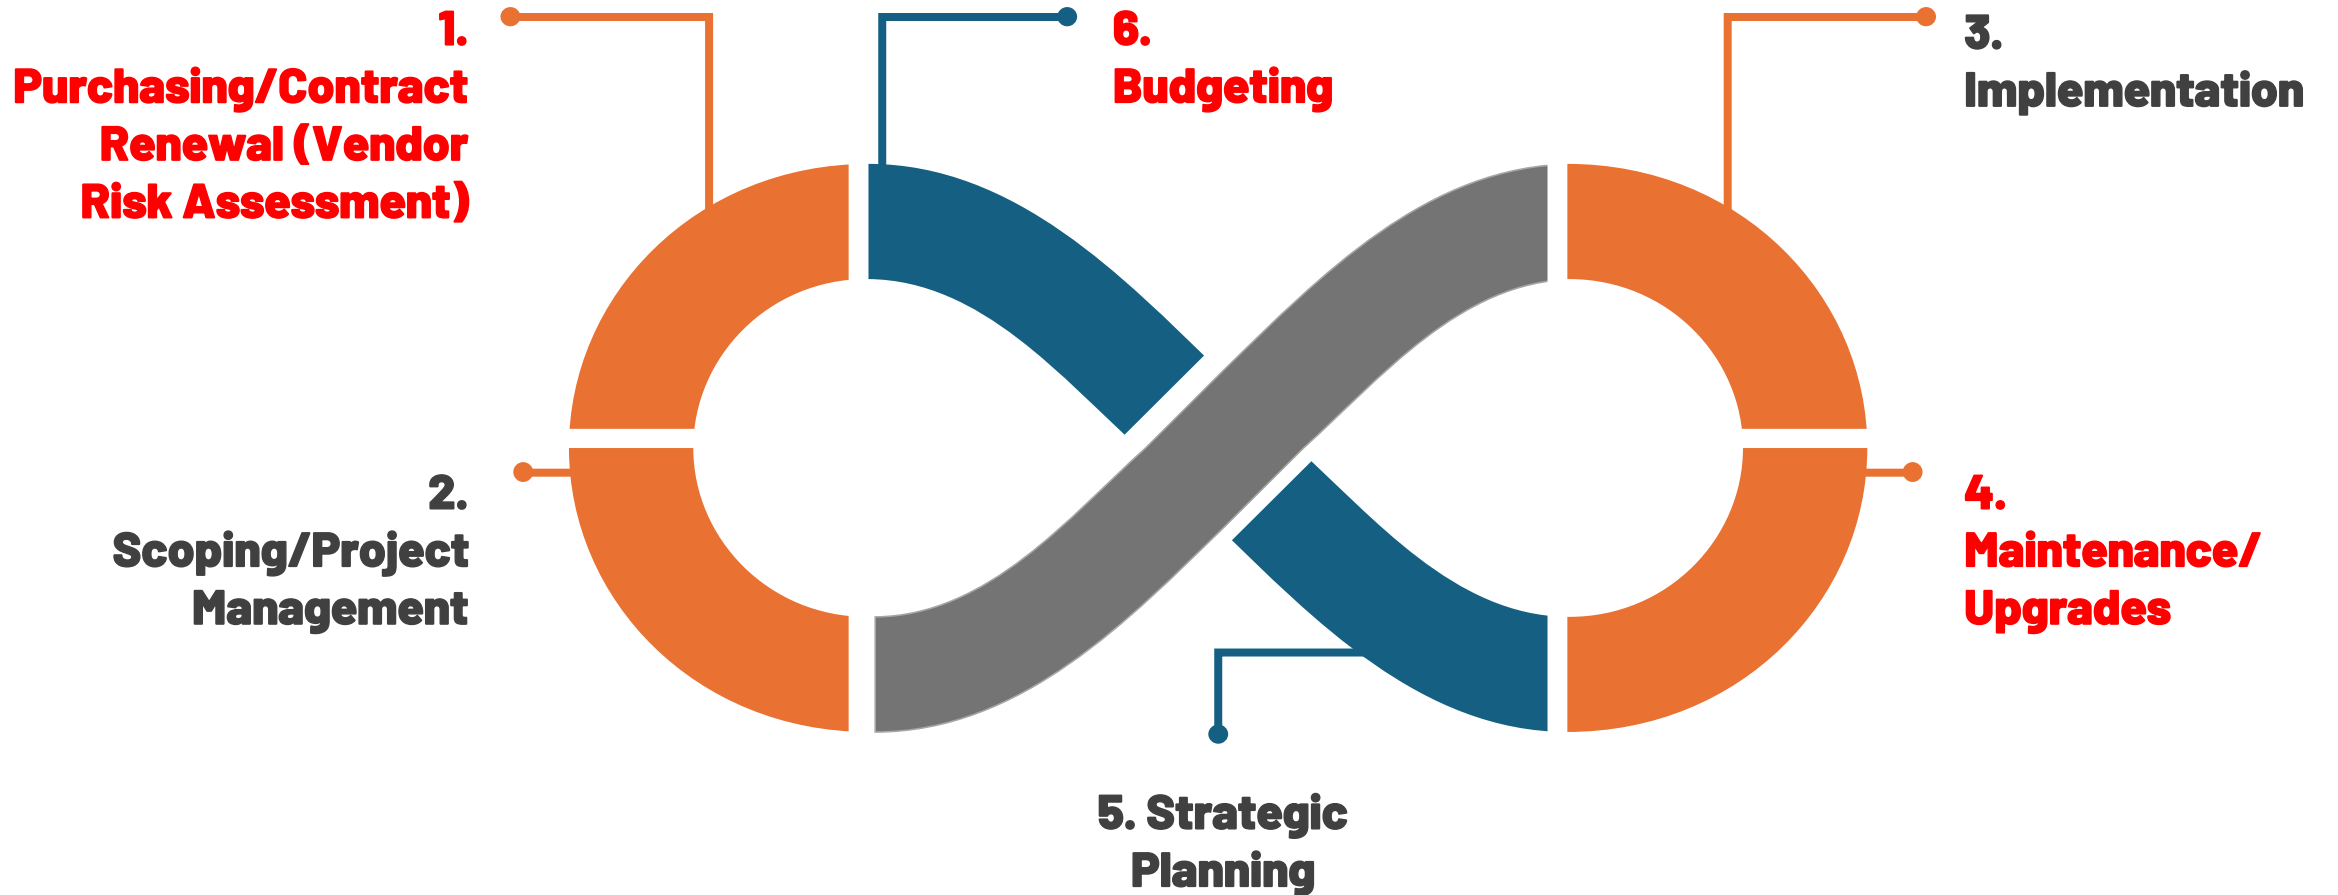 1.
Purchasing/Contract
Renewal (Vendor
Risk Assessment)
2.
Scoping/Project
Management
3.
Implementation
4.
Maintenance/
Upgrades
5. Strategic
Planning
6.
Budgeting